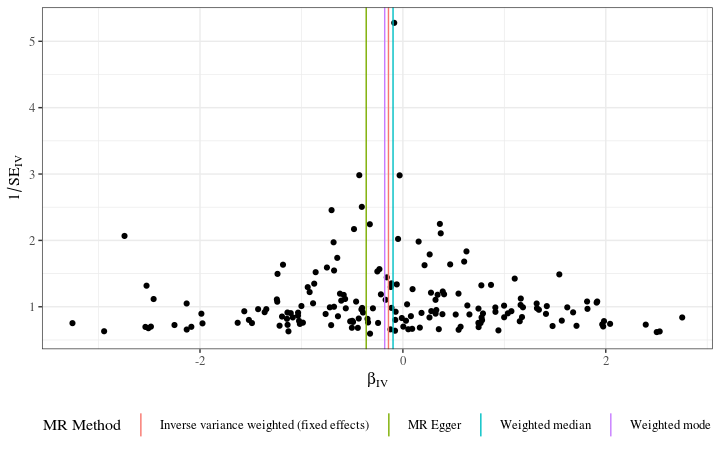 5
4
3
2
1
1/SE_IV
-2
0
2
β_IV
MR Method
Inverse variance weighted (fixed effects)
MR Egger
Weighted median
Weighted mode